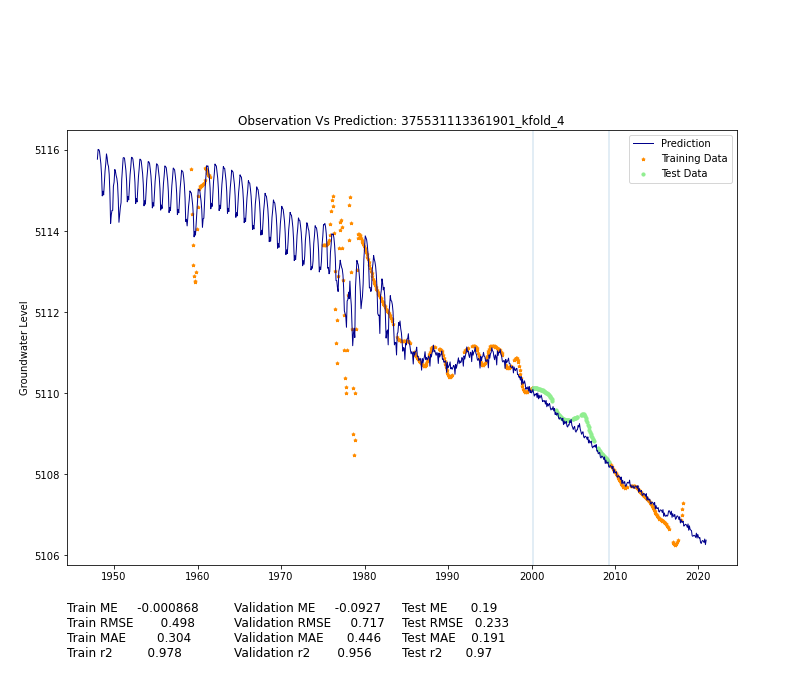 Observation Vs Prediction: 375531113361901_kfold_4
Prediction
Training Data
Test Data
Groundwater Level
5116
5114
5112
5110
5108
5106
1950 1960 1970 1980 1990 2000 2010 2020
Train ME -0.000868 Validation ME -0.0927 Test ME 0.19
Train RMSE 0.498 Validation RMSE 0.717 Test RMSE 0.233
Train MAE 0.304 Validation MAE 0.446 Test MAE 0.191
Train r2 0.978 Validation r2 0.956 Test r2 0.97